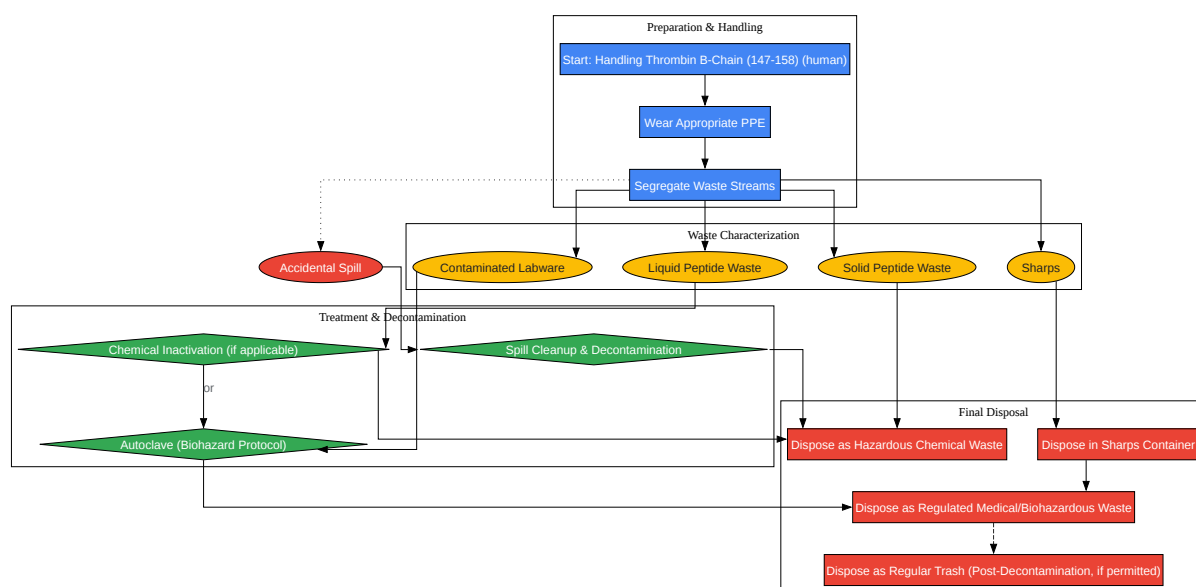 Preparation & Handling
Start: Handling Thrombin B-Chain (147-158) (human)
Wear Appropriate PPE
Segregate Waste Streams
Waste Characterization
Accidental Spill
Contaminated Labware
Liquid Peptide Waste
Solid Peptide Waste
Sharps
Treatment & Decontamination
Chemical Inactivation (if applicable)
Spill Cleanup & Decontamination
or
Final Disposal
Autoclave (Biohazard Protocol)
Dispose as Hazardous Chemical Waste
Dispose in Sharps Container
Dispose as Regulated Medical/Biohazardous Waste
Dispose as Regular Trash (Post-Decontamination, if permitted)